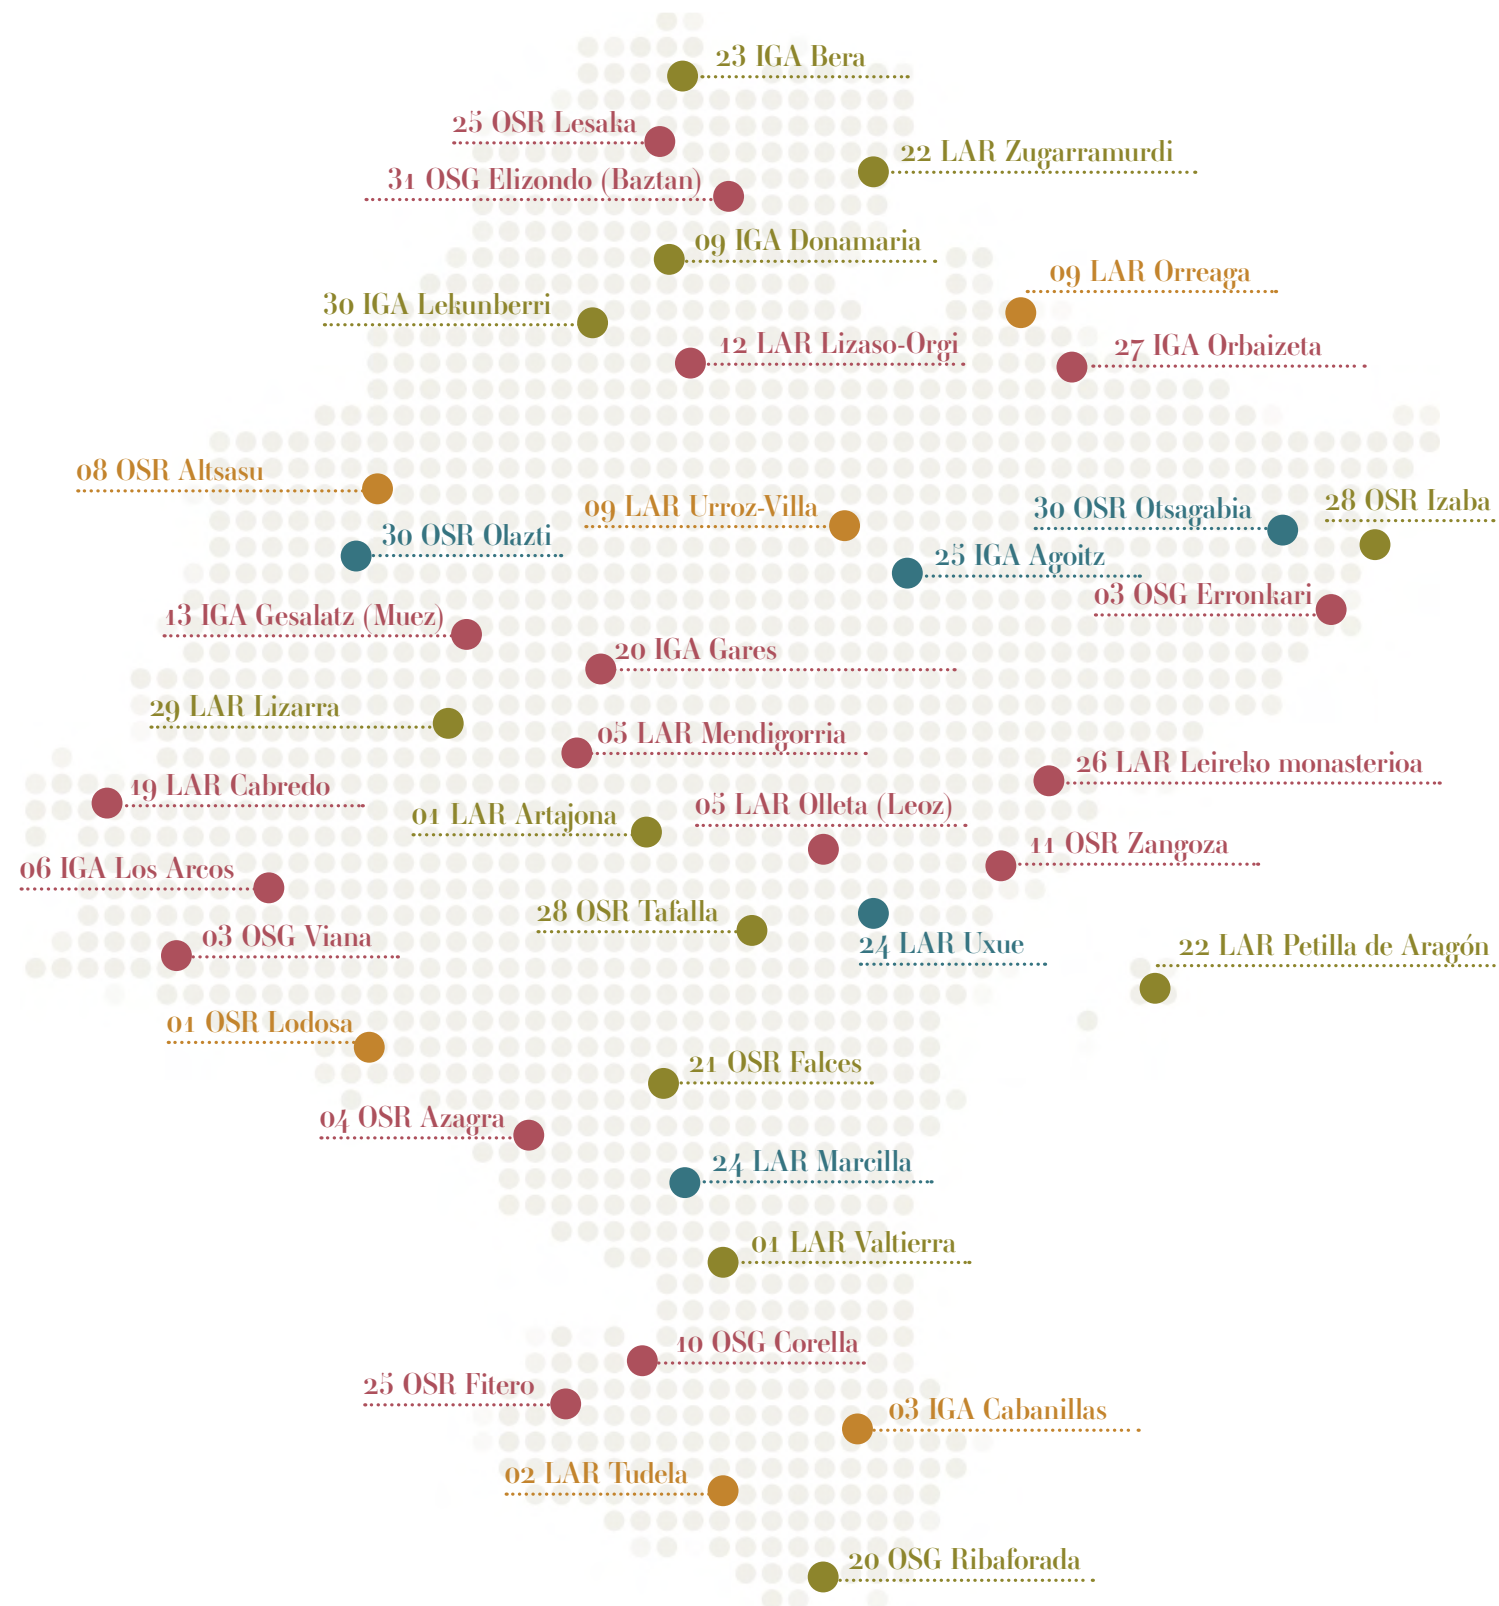 23 IGA Bera
25 OSR Lesaka
22 LAR Zugarramurdi
31 OSG Elizondo (Baztan)
09 IGA Donamaria
09 LAR Orreaga
30 IGA Lekunberri
12 LAR Lizaso-Orgi
27 IGA Orbaizeta
08 OSR Altsasu
09 LAR Urroz-Villa
30 OSR Otsagabia
28 OSR Izaba
30 OSR Olazti
25 IGA Agoitz
03 OSG Erronkari
13 IGA Gesalatz (Muez)
20 IGA Gares
29 LAR Lizarra
05 LAR Mendigorria
26 LAR Leireko monasterioa
19 LAR Cabredo
01 LAR Artajona
05 LAR Olleta (Leoz)
11 OSR Zangoza
06 IGA Los Arcos
28 OSR Tafalla
03 OSG Viana
24 LAR Uxue
22 LAR Petilla de Aragón
01 OSR Lodosa
21 OSR Falces
04 OSR Azagra
24 LAR Marcilla
01 LAR Valtierra
10 OSG Corella
25 OSR Fitero
03 IGA Cabanillas
02 LAR Tudela
20 OSG Ribaforada